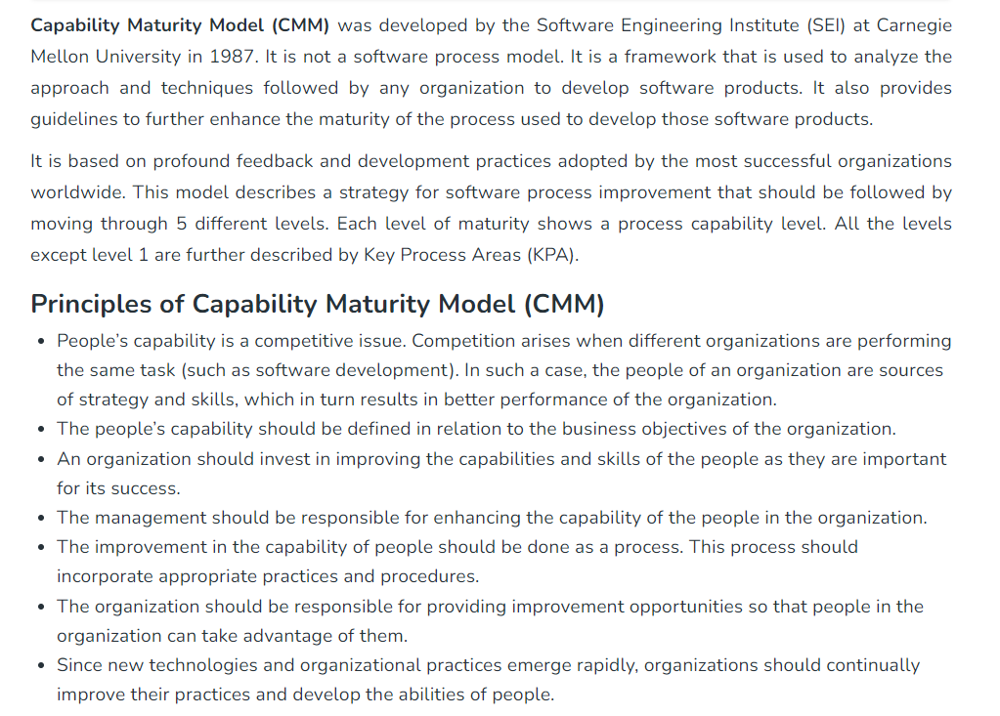 Capability Maturity Model (CMM) was developed by the Software Engineering Institute (SEI) at Carnegie
Mellon University in 1987. It is not a software process model. It is a framework that is used to analyze the
approach and techniques followed by any organization to develop software products. It also provides
guidelines to further enhance the maturity of the process used to develop those software products.
It is based on profound feedback and development practices adopted by the most successful organizations
worldwide. This model describes a strategy for software process improvement that should be followed by
moving through 5 different levels. Each level of maturity shows a process capability level. All the levels
except level 1 are further described by Key Process Areas (KPA).
Principles of Capability Maturity Model (CMM)
• People’s capability is a competitive issue. Competition arises when different organizations are performing
the same task (such as software development). In such a case, the people of an organization are sources
of strategy and skills, which in turn results in better performance of the organization.
• The people’s capability should be defined in relation to the business objectives of the organization.
• An organization should invest in improving the capabilities and skills of the people as they are important
for its success.
• The management should be responsible for enhancing the capability of the people in the organization.
• The improvement in the capability of people should be done as a process. This process should
incorporate appropriate practices and procedures.
• The organization should be responsible for providing improvement opportunities so that people in the
organization can take advantage of them.
• Since new technologies and organizational practices emerge rapidly, organizations should continually
improve their practices and develop the abilities of people.